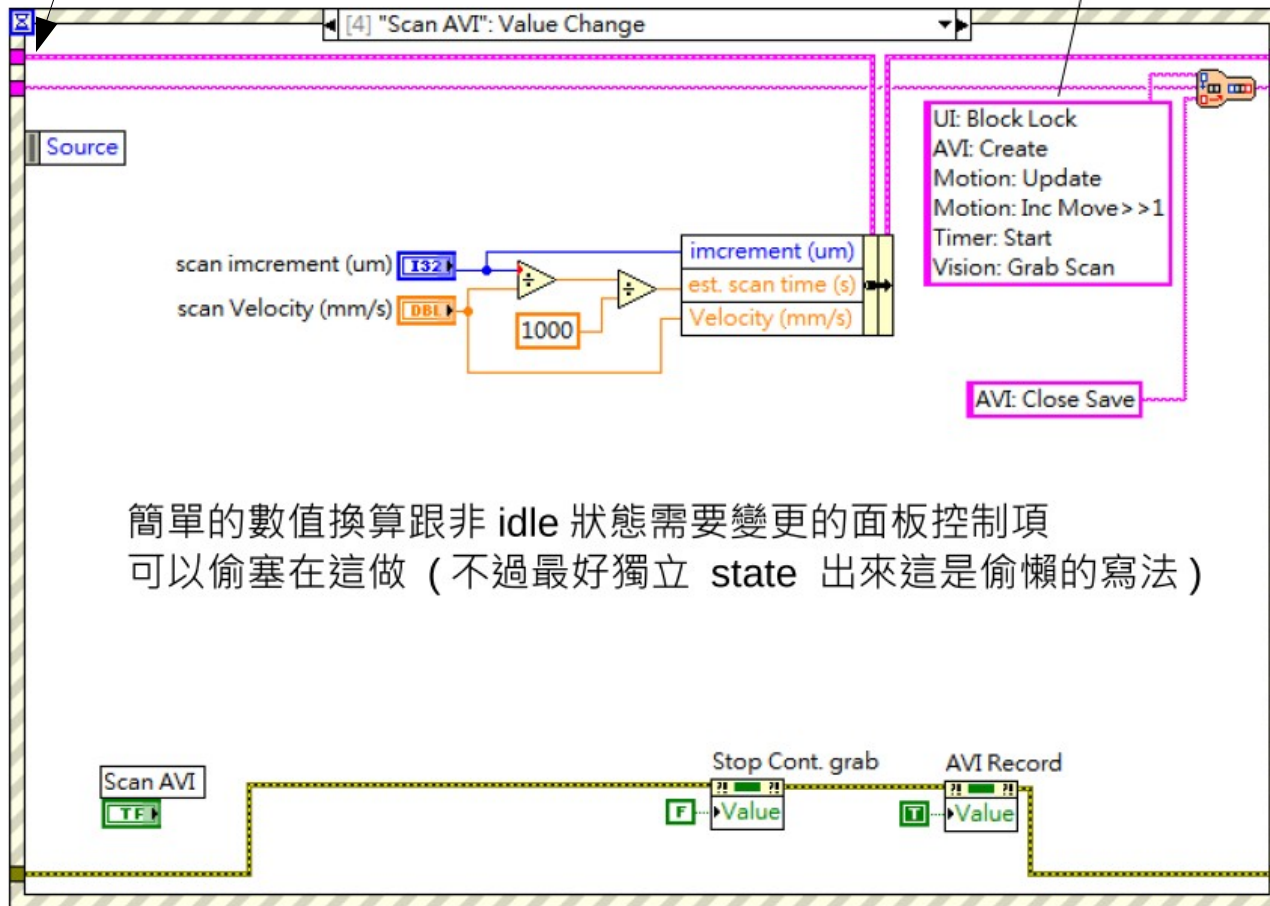 [4] "Scan AVI": Value Change
Source
UI: Block Lock
AVI: Create
Motion: Update
Motion: Inc Move>>1
Timer: Start
Vision: Grab Scan
scan imcrement (um) I32
scan Velocity (mm/s) DBL
1000
imcrement (um)
est. scan time (s)
Velocity (mm/s)
AVI: Close Save
簡單的數值換算跟非 idle 狀態需要變更的面板控制項
可以偷塞在這做 ( 不過最好獨立 state 出來這是偷懶的寫法 )
Scan AVI
TF
Stop Cont. grab
F Value
AVI Record
T Value